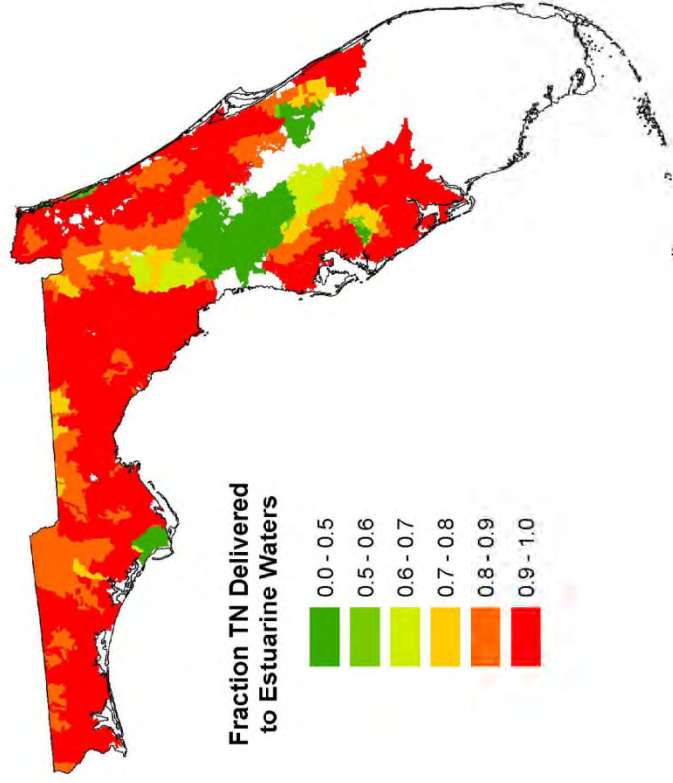 Fraction TN Delivered
to Estuarine Waters
0.0 - 0.5
0.5 - 0.6
0.6 - 0.7
0.7 - 0.8
0.8 - 0.9
0.9 - 1.0